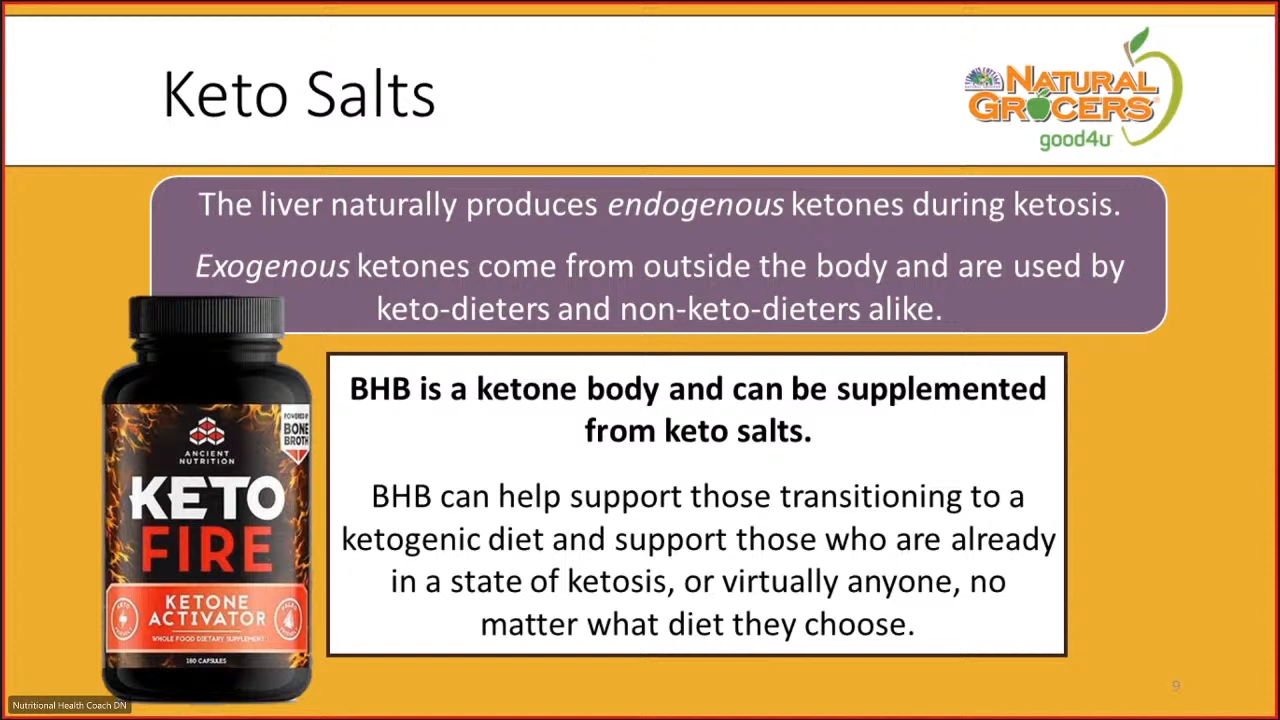 Keto Salts
NATURAL
GROCERS
good4u
The liver naturally produces endogenous ketones during ketosis.
Exogenous ketones come from outside the body and are used by
keto-dieters and non-keto-dieters alike.
POWERED BY
BONE
BROTH
ANCIENT
NUTRITION
KETO
FIRE
KETONE
ACTIVATOR
WHOLE FOOD DIETARY SUPPLEMENT
180 CAPSULES
BHB is a ketone body and can be supplemented
from keto salts.
BHB can help support those transitioning to a
ketogenic diet and support those who are already
in a state of ketosis, or virtually anyone, no
matter what diet they choose.
9
Nutritional Health Coach DN